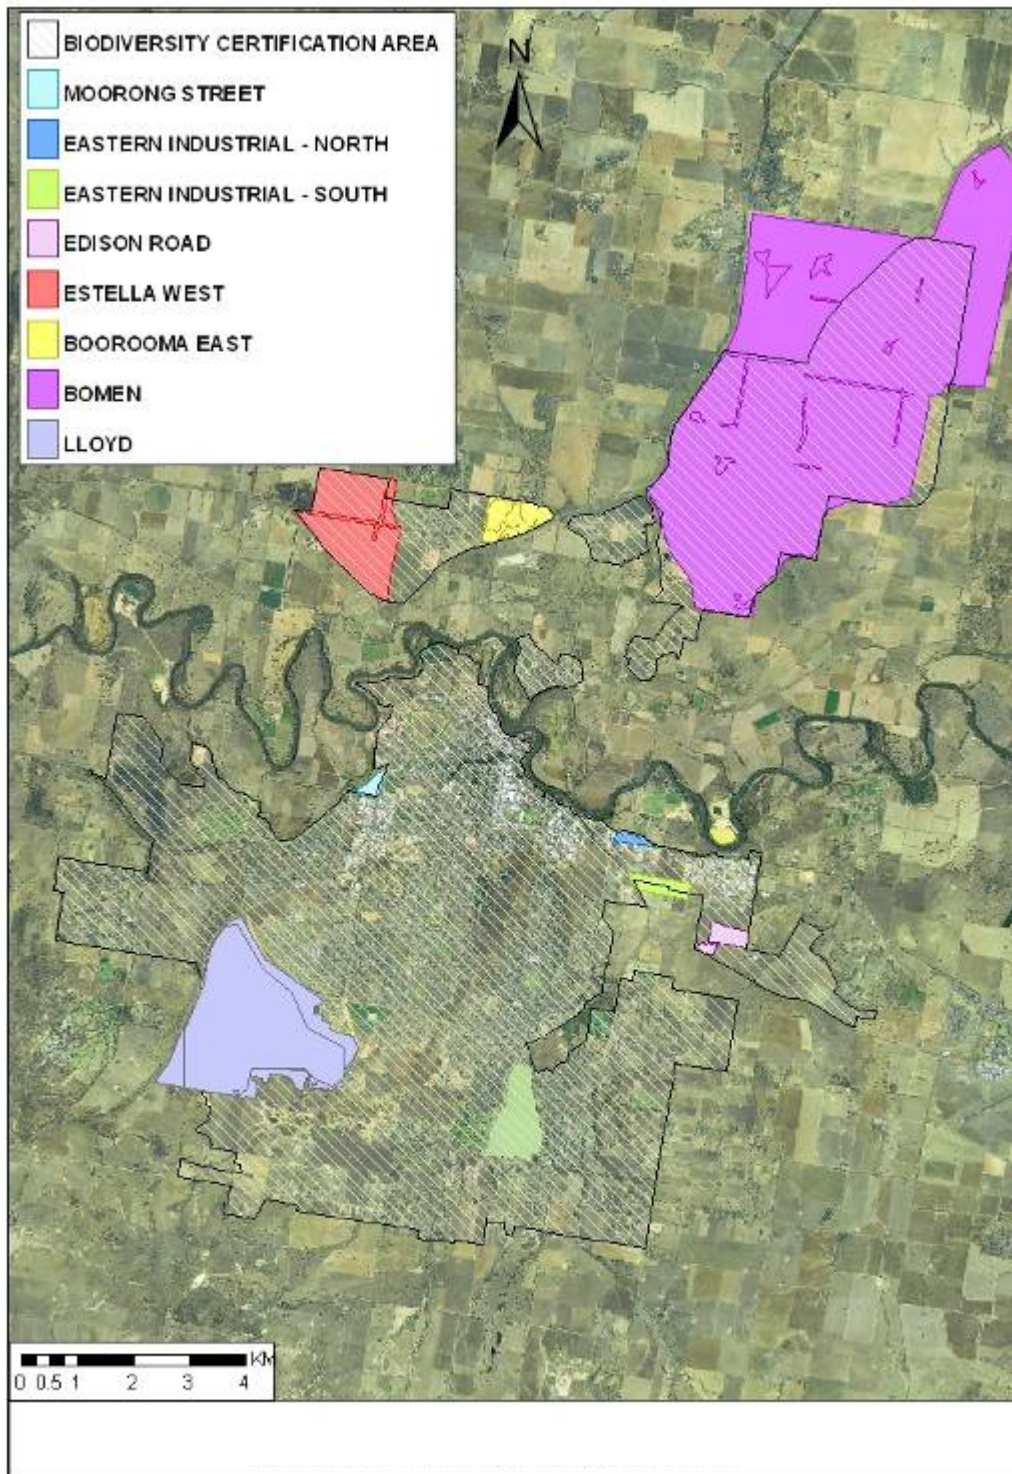 BIODIVERSITY CERTIFICATION AREA
MOORONG STREET
EASTERN INDUSTRIAL - NORTH
EASTERN INDUSTRIAL - SOUTH
EDISON ROAD
ESTELLA WEST
BOOROOMA EAST
BOMEN
LLOYD
N
KM
0 0.5 1 2 3 4